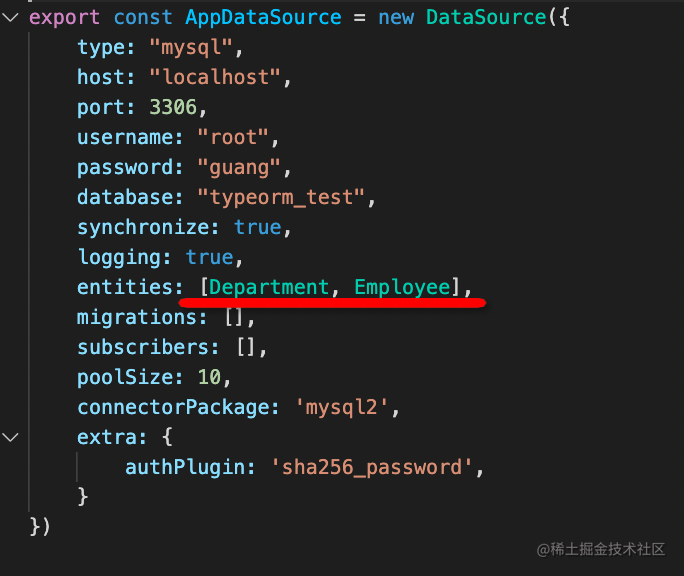 export const AppDataSource = new DataSource({
    type: "mysql",
    host: "localhost",
    port: 3306,
    username: "root",
    password: "guang",
    database: "typeorm_test",
    synchronize: true,
    logging: true,
    entities: [Department, Employee],
    migrations: [],
    subscribers: [],
    poolSize: 10,
    connectorPackage: 'mysql2',
    extra: {
        authPlugin: 'sha256_password',
    }
})
@稀土掘金技术社区